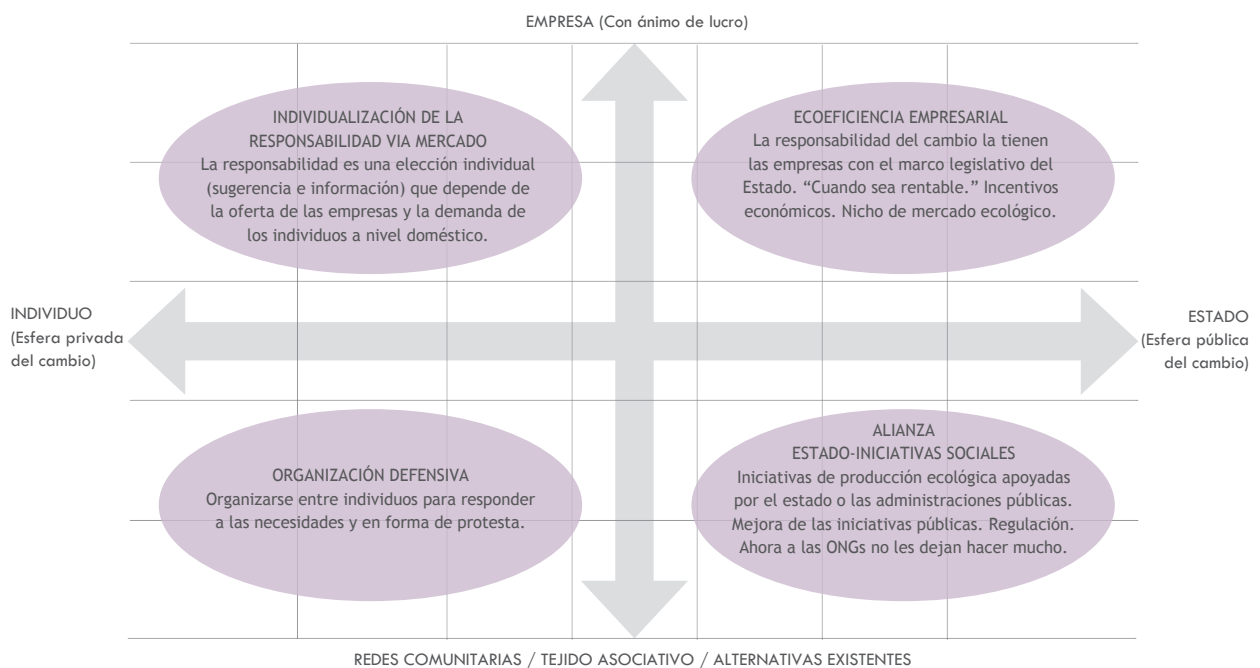 EMPRESA (Con ánimo de lucro)
INDIVIDUALIZACIÓN DE LA
RESPONSABILIDAD VIA MERCADO
La responsabilidad es una elección individual
(sugerencia e información) que depende de
la oferta de las empresas y la demanda de
los individuos a nivel doméstico.
ECOEFICIENCIA EMPRESARIAL
La responsabilidad del cambio la tienen
las empresas con el marco legislativo del
Estado. “Cuando sea rentable.” Incentivos
económicos. Nicho de mercado ecológico.
INDIVIDUO
(Esfera privada
del cambio)
ESTADO
(Esfera pública
del cambio)
ORGANIZACIÓN DEFENSIVA
Organizarse entre individuos para responder
a las necesidades y en forma de protesta.
ALIANZA
ESTADO-INICIATIVAS SOCIALES
Iniciativas de producción ecológica apoyadas
por el estado o las administraciones públicas.
Mejora de las iniciativas públicas. Regulación.
Ahora a las ONGs no les dejan hacer mucho.
REDES COMUNITARIAS / TEJIDO ASOCIATIVO / ALTERNATIVAS EXISTENTES